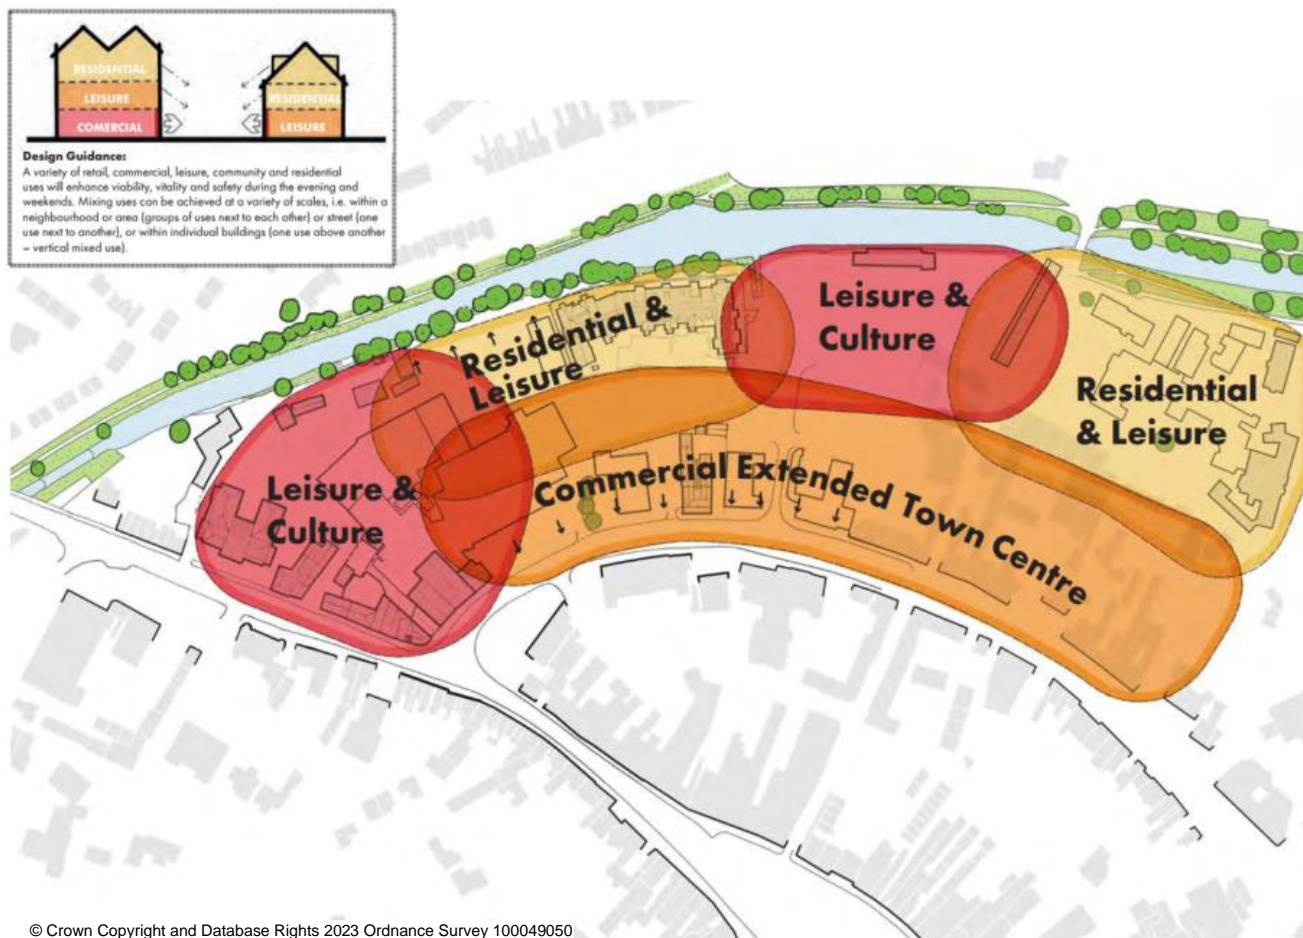 RESIDENTIAL
LEISURE
COMERCIAL
RESIDENTIAL
LEISURE
Design Guidance:
A variety of retail, commercial, leisure, community and residential
uses will enhance viability, vitality and safety during the evening and
weekends. Mixing uses can be achieved at a variety of scales, i.e. within a
neighbourhood or area (groups of uses next to each other) or street (one
use next to another), or within individual buildings (one use above another
– vertical mixed use).
Leisure &
Culture
Residential &
Leisure
Residential
& Leisure
Leisure &
Culture
Commercial Extended Town Centre
© Crown Copyright and Database Rights 2023 Ordnance Survey 100049050